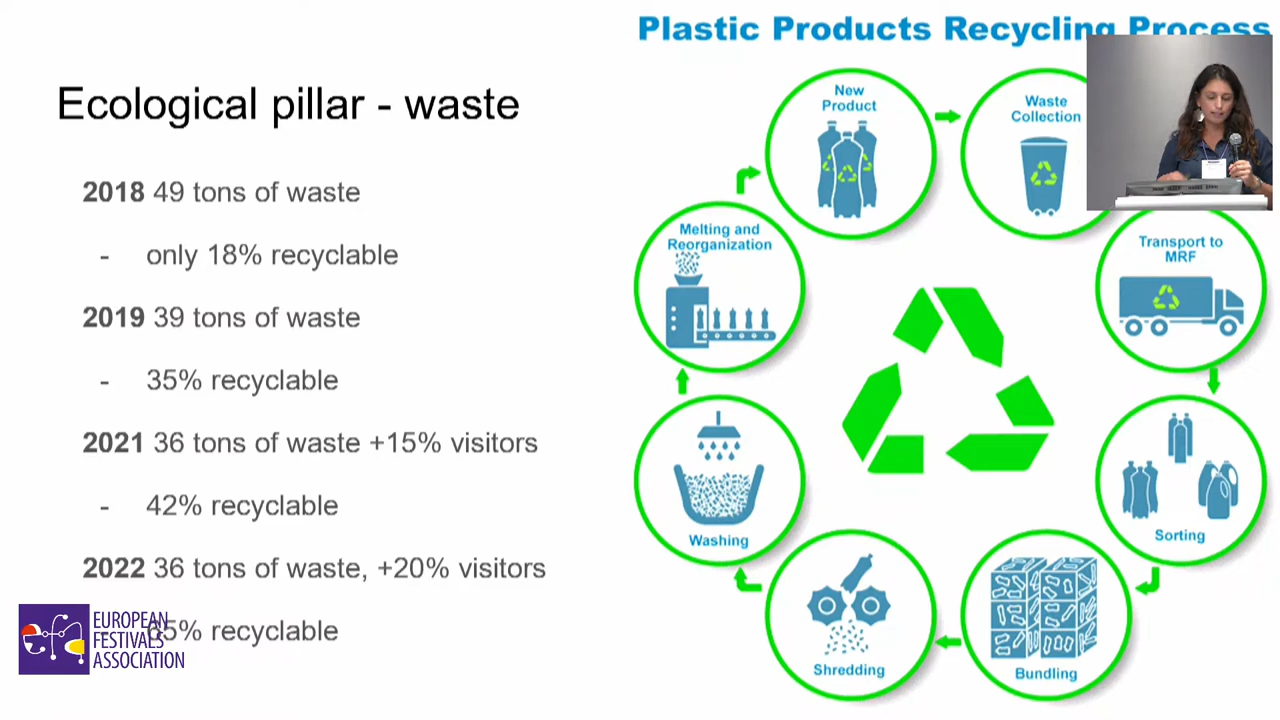 Plastic Products Recycling Process
Ecological pillar - waste
2018 49 tons of waste
- only 18% recyclable
2019 39 tons of waste
- 35% recyclable
2021 36 tons of waste +15% visitors
- 42% recyclable
2022 36 tons of waste, +20% visitors
- 65% recyclable
EUROPEAN
FESTIVALS
ASSOCIATION
New
Product
Waste
Collection
Transport to
MRF
Sorting
Bundling
Shredding
Washing
Melting and
Reorganization